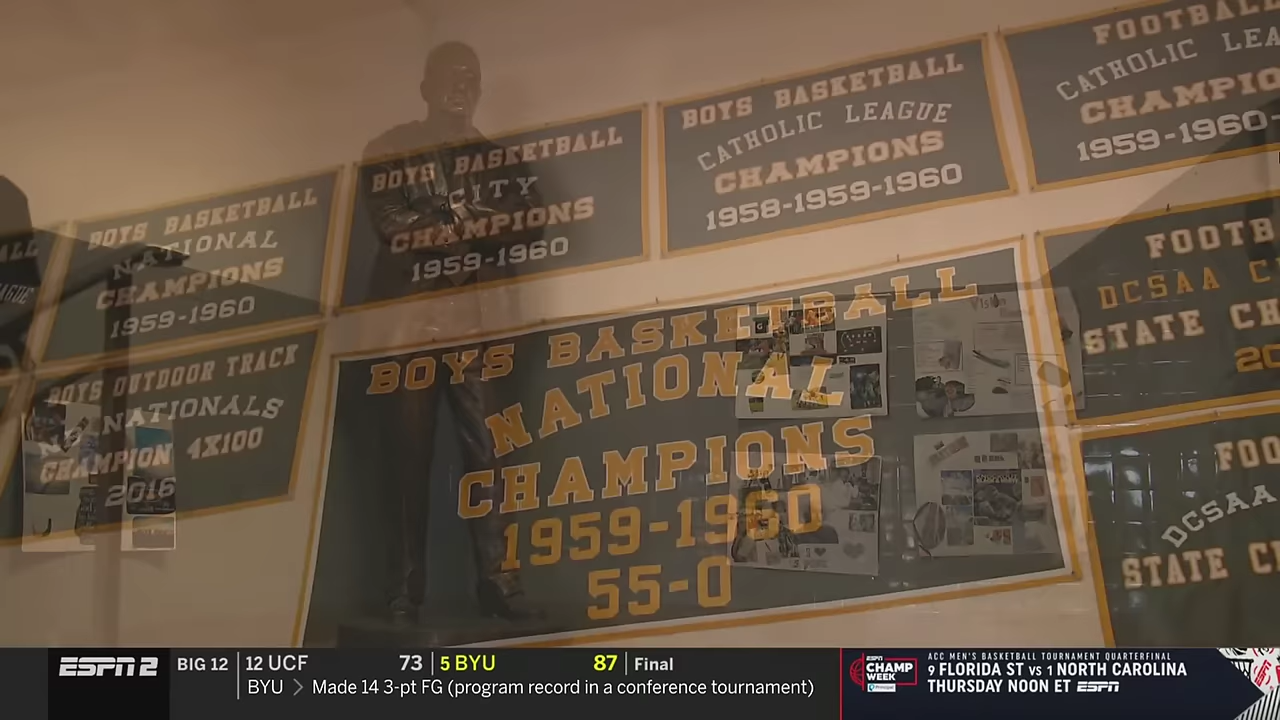 BOYS BASKETBALL
NATIONAL
CHAMPIONS
1959-1960
BOYS BASKETBALL
CITY
CHAMPIONS
1959-1960
BOYS BASKETBALL
CATHOLIC LEAGUE
CHAMPIONS
1958-1959-1960
FOOTBALL
CATHOLIC LEA
CHAMPIO
1959-1960-
BOYS OUTDOOR TRACK
NATIONALS
CHAMPION 4X100
2016
BOYS BASKETBALL
NATIONAL
CHAMPIONS
1959-1960
55-0
FOOTB
DCSAA C
STATE CH
20
FOO
DCSAA
STATE C
ESPN2
BIG 12
12 UCF 73
5 BYU 87
Final
BYU > Made 14 3-pt FG (program record in a conference tournament)
ESPN
CHAMP
WEEK
Principal
ACC MEN'S BASKETBALL TOURNAMENT QUARTERFINAL
9 FLORIDA ST vs 1 NORTH CAROLINA
THURSDAY NOON ET ESPN